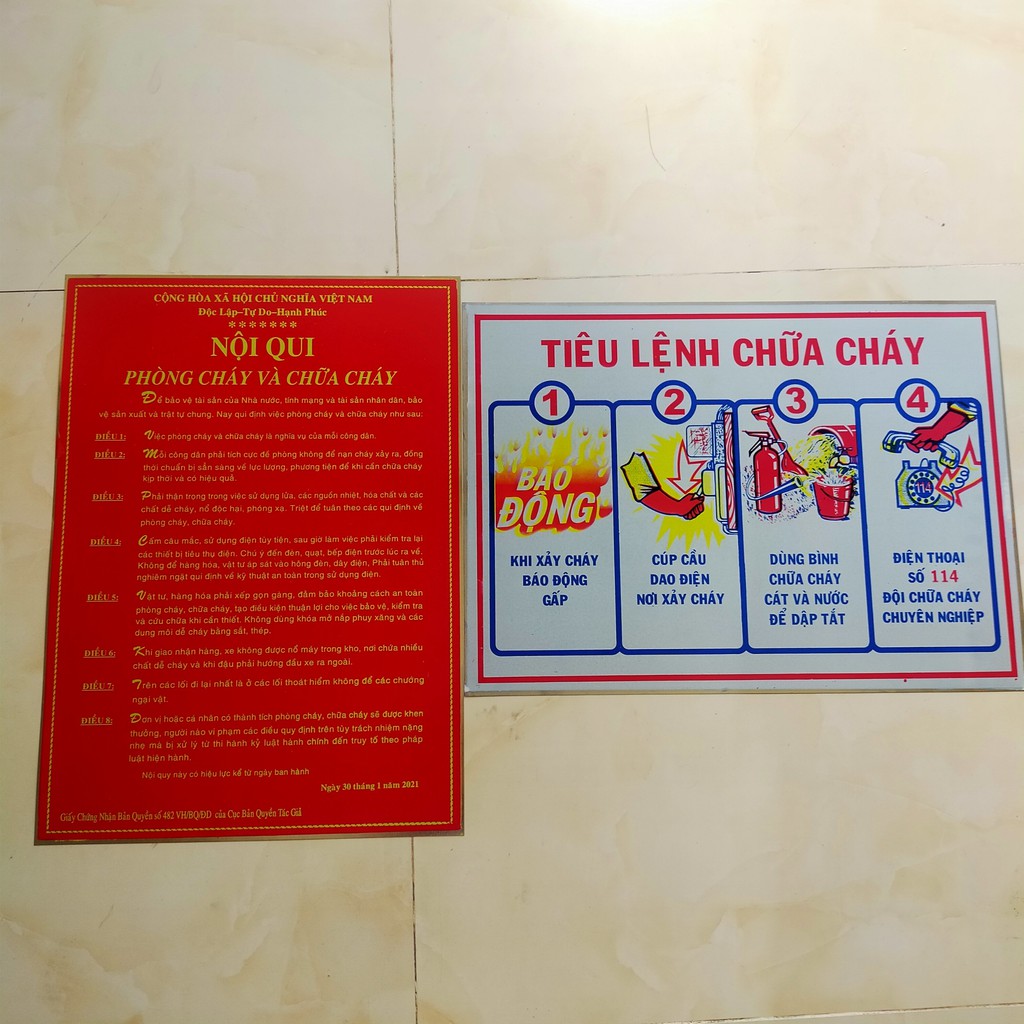 CỘNG HÒA XÃ HỘI CHỦ NGHĨA VIỆT NAM
Độc Lập–Tự Do–Hạnh Phúc
*******
NỘI QUI
PHÒNG CHÁY VÀ CHỮA CHÁY
Để bảo vệ tài sản của Nhà nước, tính mạng và tài sản nhân dân, bảo
vệ sản xuất và trật tự chung. Nay qui định việc phòng cháy và chữa cháy như sau:
ĐIỀU 1: Việc phòng cháy và chữa cháy là nghĩa vụ của mỗi công dân.
ĐIỀU 2: Mỗi công dân phải tích cực đề phòng không để nạn cháy xảy ra, đồng
thời chuẩn bị sẵn sàng về lực lượng, phương tiện để khi cần chữa cháy
kịp thời và có hiệu quả.
ĐIỀU 3: Phải thận trọng trong việc sử dụng lửa, các nguồn nhiệt, hóa chất và các
chất dễ cháy, nổ độc hại, phóng xạ. Triệt để tuân theo các qui định về
phòng cháy, chữa cháy.
ĐIỀU 4: Cấm câu mắc, sử dụng điện tùy tiện, sau giờ làm việc phải kiểm tra lại
các thiết bị tiêu thụ điện. Chú ý đến đèn, quạt, bếp điện trước lúc ra về.
Không để hàng hóa, vật tư áp sát vào hông đèn, dây điện, Phải tuân thủ
nghiêm ngặt qui định về kỹ thuật an toàn trong sử dụng điện.
ĐIỀU 5: Vật tư, hàng hóa phải xếp gọn gàng, đảm bảo khoảng cách an toàn
phòng cháy, chữa cháy, tạo điều kiện thuận lợi cho việc bảo vệ, kiểm tra
và cứu chữa khi cần thiết. Không dùng khóa mở nắp phuy xăng và các
dung môi dễ cháy bằng sắt, thép.
ĐIỀU 6: Khi giao nhận hàng, xe không được nổ máy trong kho, nơi chứa nhiều
chất dễ cháy và khi đậu phải hướng đầu xe ra ngoài.
ĐIỀU 7: Trên các lối đi lại nhất là ở các lối thoát hiểm không để các chướng
ngại vật.
ĐIỀU 8: Đơn vị hoặc cá nhân có thành tích phòng cháy, chữa cháy sẽ được khen
thưởng, người nào vi phạm các điều quy định trên tùy trách nhiệm nặng
nhẹ mà bị xử lý từ thi hành kỷ luật hành chính đến truy tố theo pháp
luật hiện hành.
Nội quy này có hiệu lực kể từ ngày ban hành
Ngày 30 tháng 1 năm 2021
Giấy Chứng Nhân Bản Quyền số 482 VH/BQ/ĐD của Cục Bản Quyền Tác Giả
TIÊU LỆNH CHỮA CHÁY
1
BÁO
ĐỘNG
KHI XẢY CHÁY
BÁO ĐỘNG
GẤP
2
CÚP CẦU
DAO ĐIỆN
NƠI XẢY CHÁY
3
DÙNG BÌNH
CHỮA CHÁY
CÁT VÀ NƯỚC
ĐỂ DẬP TẮT
4
114
ĐIỆN THOẠI
SỐ 114
ĐỘI CHỮA CHÁY
CHUYÊN NGHIỆP